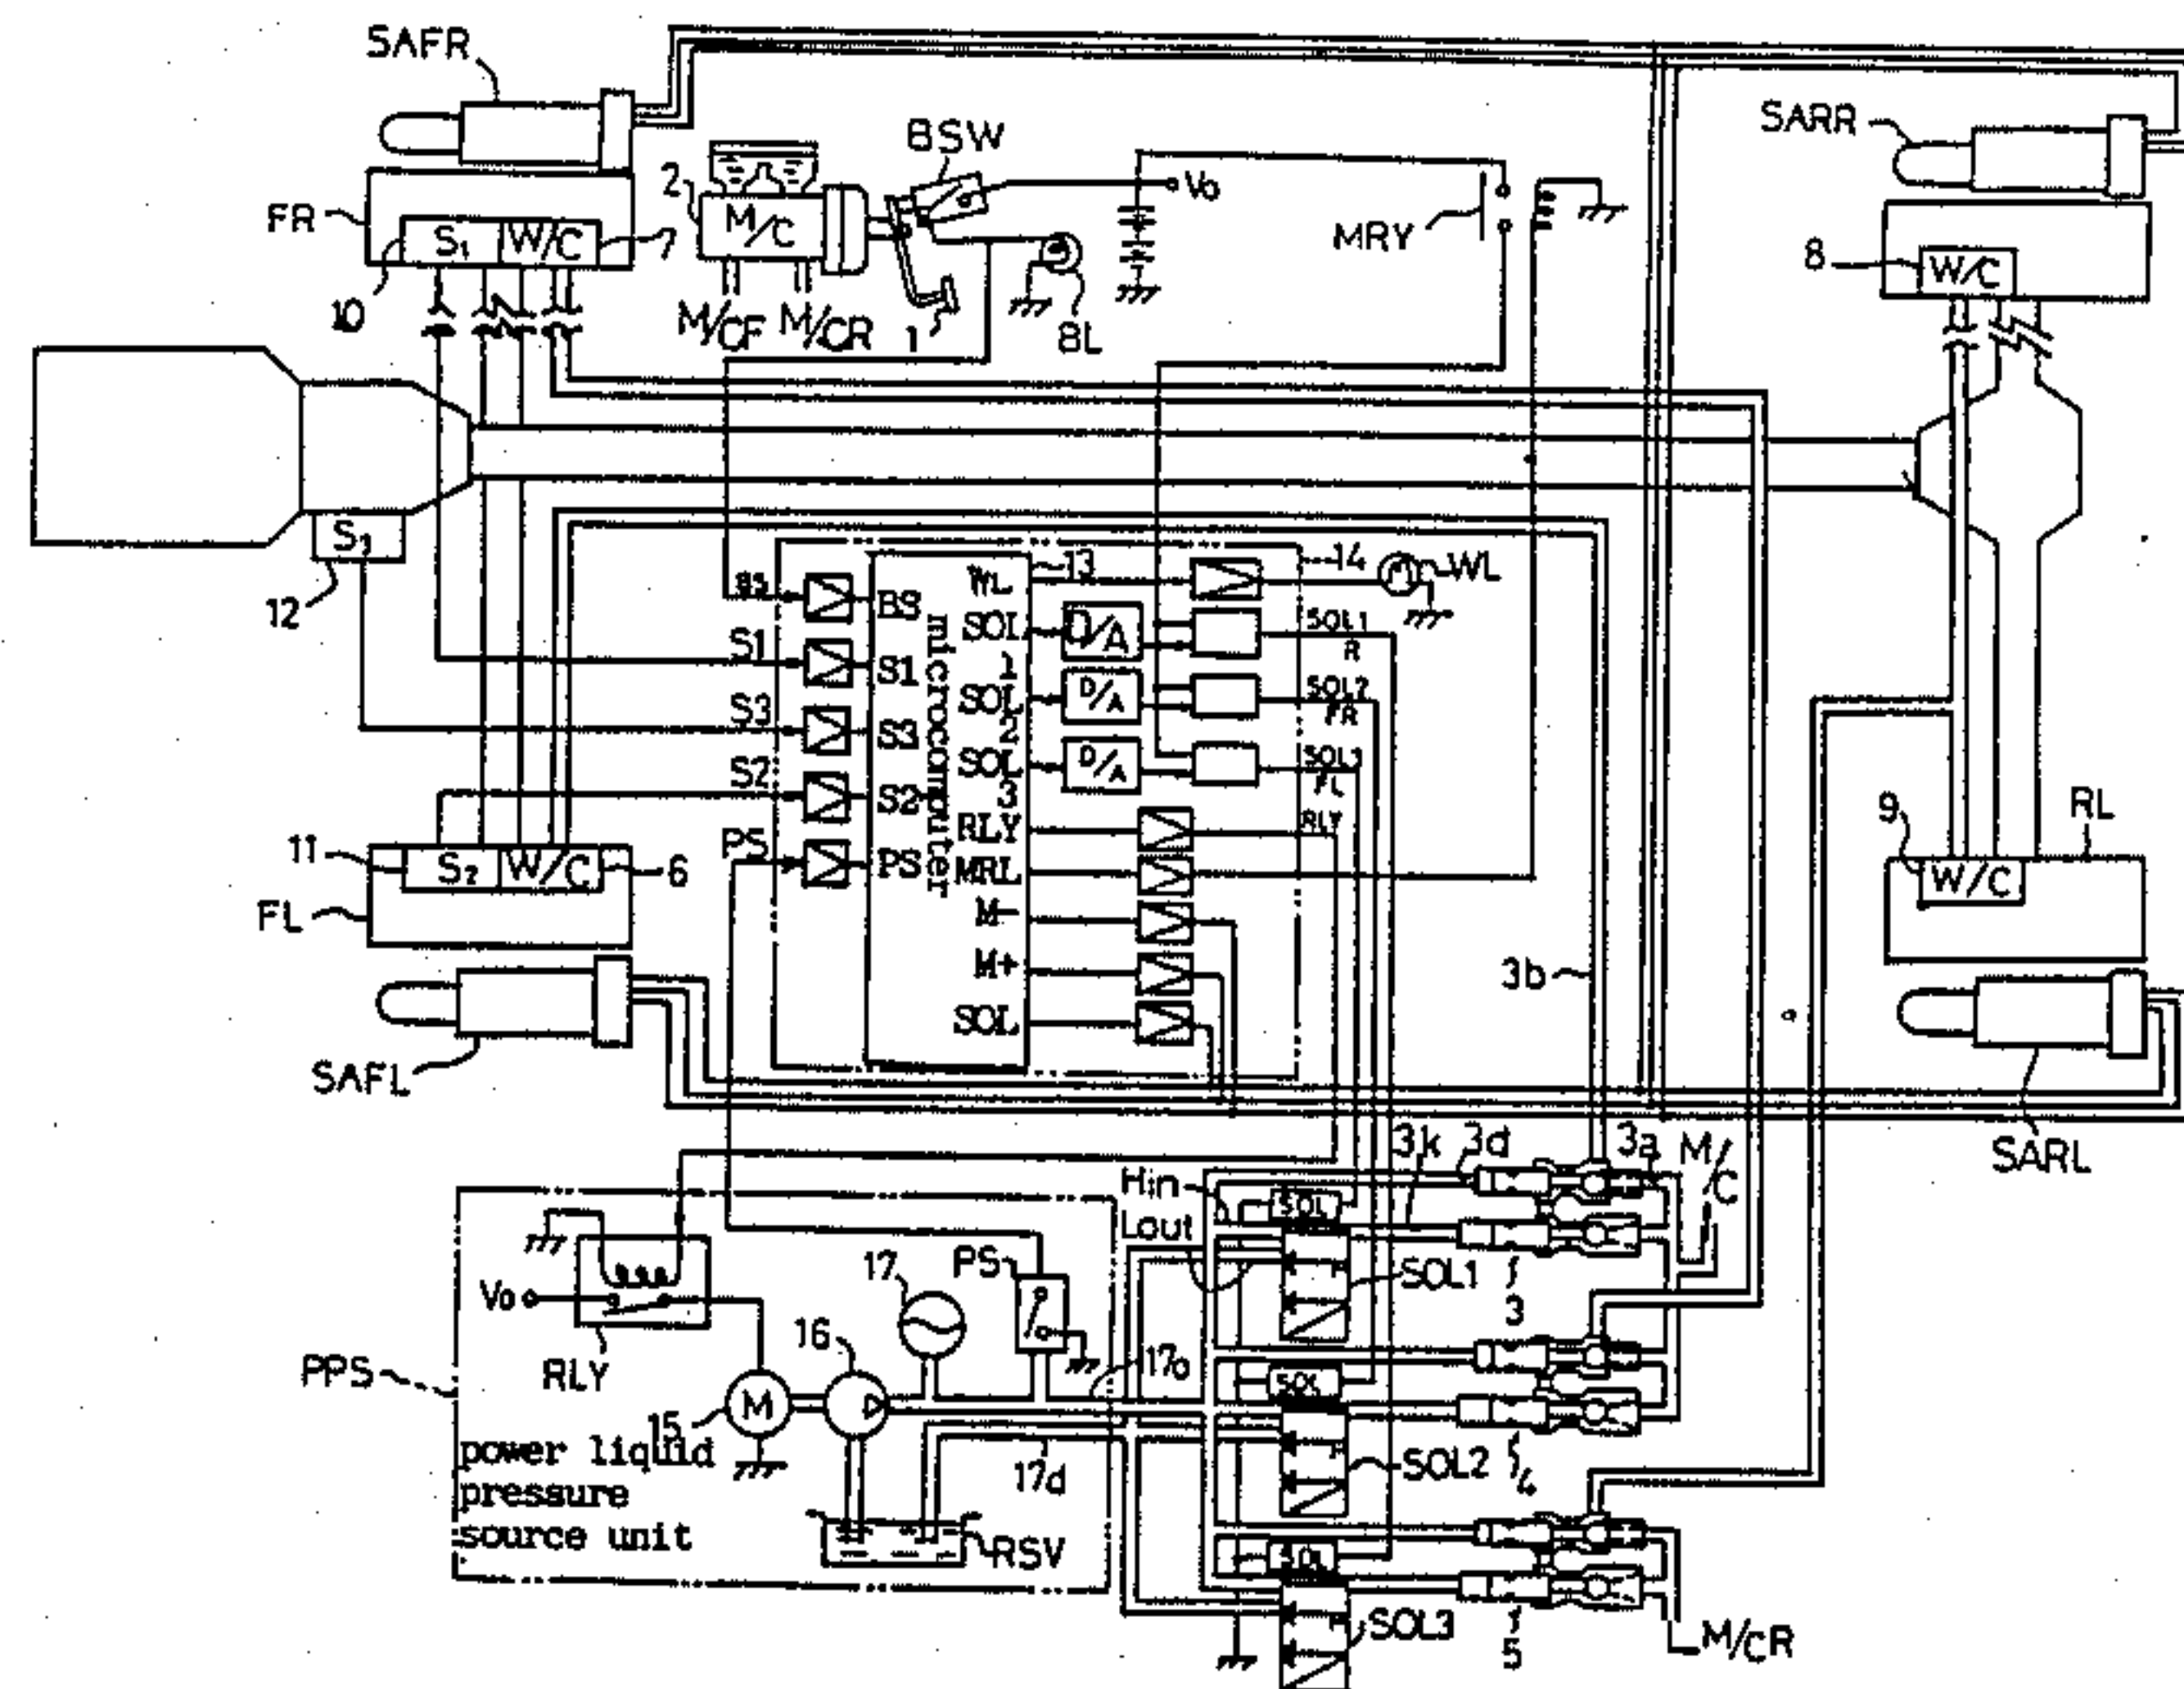 SAFR
BSW
SARR
2
M/C
Vo
MRY
FR
S1
W/C
7
10
M/CF
M/CR
1
BL
8
W/C
S3
12
13
14
WL
WL
BS
BS
microcomputer
SOL
1
D/A
SOL1
R
S1
S1
SOL
2
D/A
SOL2
FR
S3
S3
SOL
3
D/A
SOL3
FL
S2
S2
RLY
RLY
PS
PS
MRL
M-
M+
SOL
11
S2
W/C
6
FL
SAFL
3b
9
W/C
RL
SARL
3k
3d
3a
M/C
Hin
Lout
SOL
SOL1
3
PS
17
Vo
RLY
16
17a
PPS
15
M
SOL
SOL2
4
17d
power liquid
pressure
source unit
RSV
SOL
SOL3
5
M/CR